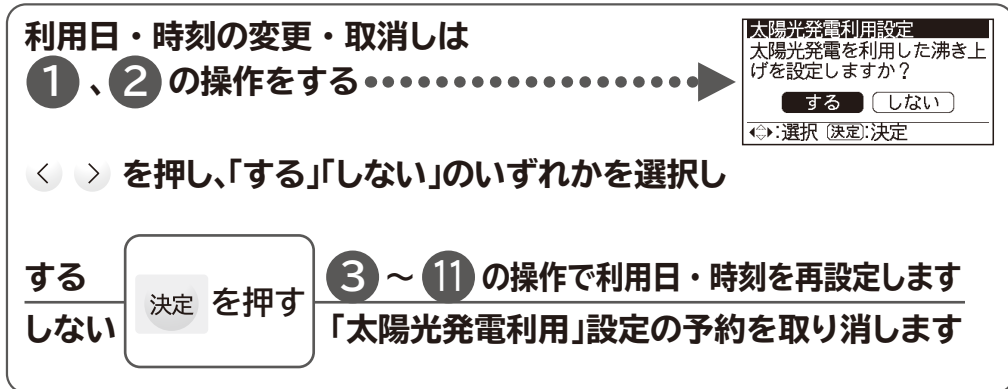 利用日・時刻の変更・取消しは
1、2の操作をする
太陽光発電利用設定
太陽光発電を利用した沸き上
げを設定しますか？
する しない
:選択 決定:決定
< > を押し、「する」「しない」のいずれかを選択し
する
しない
決定 を押す
3～11の操作で利用日・時刻を再設定します
「太陽光発電利用」設定の予約を取り消します